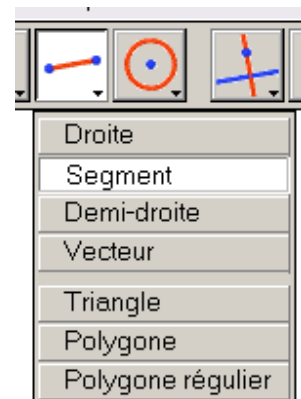 Droite
Segment
Demi-droite
Vecteur
Triangle
Polygone
Polygone régulier